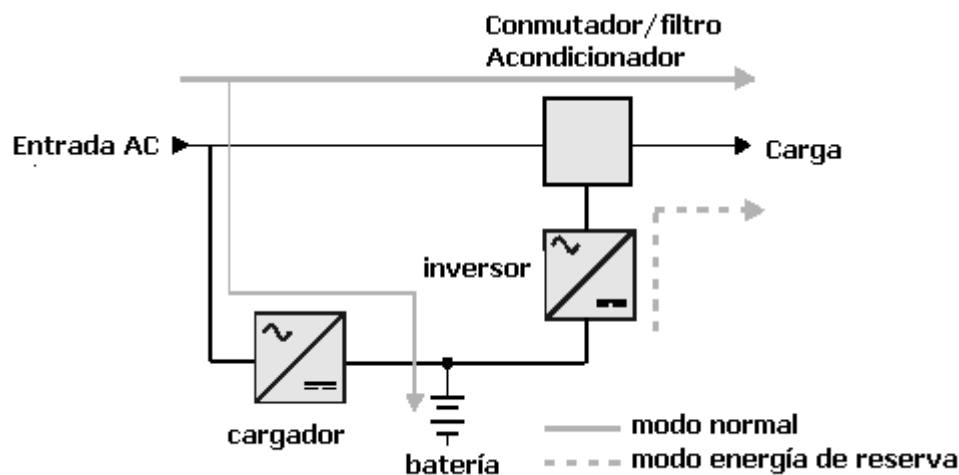 Conmutador/filtro
Acondicionador
Entrada AC
Carga
inversor
cargador
batería
modo normal
modo energía de reserva